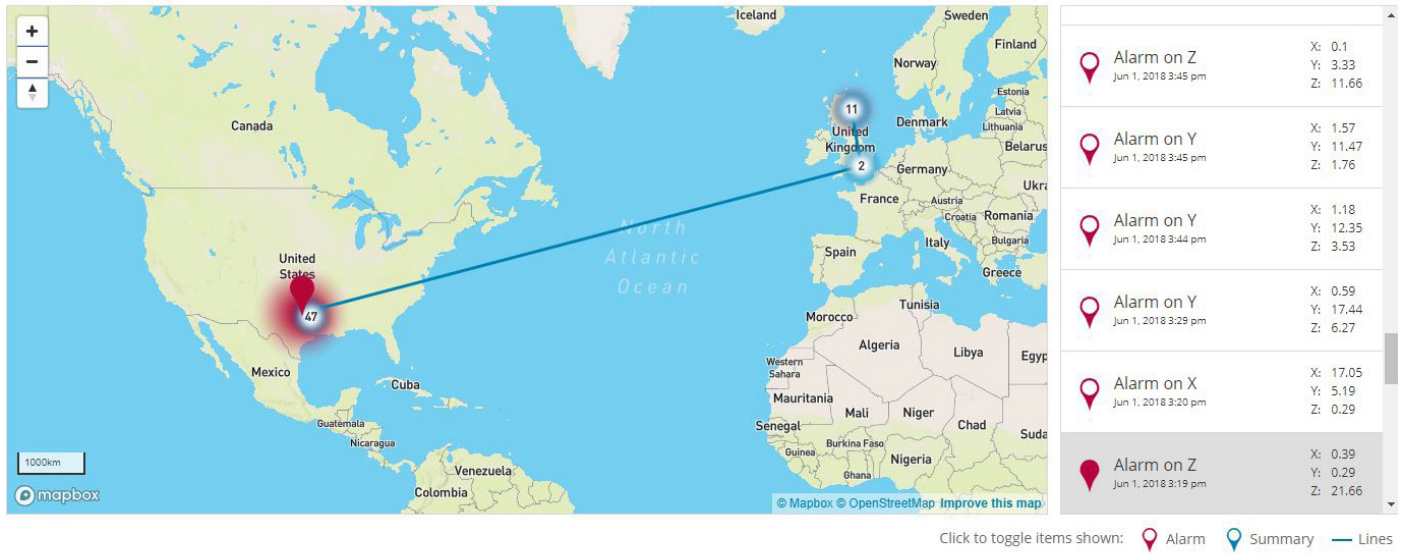 +
−
Iceland
Sweden
Finland
Norway
Estonia
Latvia
Lithuania
Denmark
Belarus
Canada
11
United
Kingdom
2
Germany
Ukra
France
Austria
Croatia
Romania
North
Atlantic
Ocean
Spain
Italy
Bulgaria
Greece
United
States
47
Tunisia
Morocco
Algeria
Libya
Egyp
Western
Sahara
Mexico
Cuba
Mauritania
Mali
Niger
Chad
Suda
Senegal
Guatemala
Nicaragua
Burkina Faso
Guinea
Nigeria
Ghana
Venezuela
Colombia
1000km
mapbox
© Mapbox © OpenStreetMap Improve this map
Alarm on Z
Jun 1, 2018 3:45 pm
X: 0.1
Y: 3.33
Z: 11.66
Alarm on Y
Jun 1, 2018 3:45 pm
X: 1.57
Y: 11.47
Z: 1.76
Alarm on Y
Jun 1, 2018 3:44 pm
X: 1.18
Y: 12.35
Z: 3.53
Alarm on Y
Jun 1, 2018 3:29 pm
X: 0.59
Y: 17.44
Z: 6.27
Alarm on X
Jun 1, 2018 3:20 pm
X: 17.05
Y: 5.19
Z: 0.29
Alarm on Z
Jun 1, 2018 3:19 pm
X: 0.39
Y: 0.29
Z: 21.66
Click to toggle items shown: Alarm Summary Lines